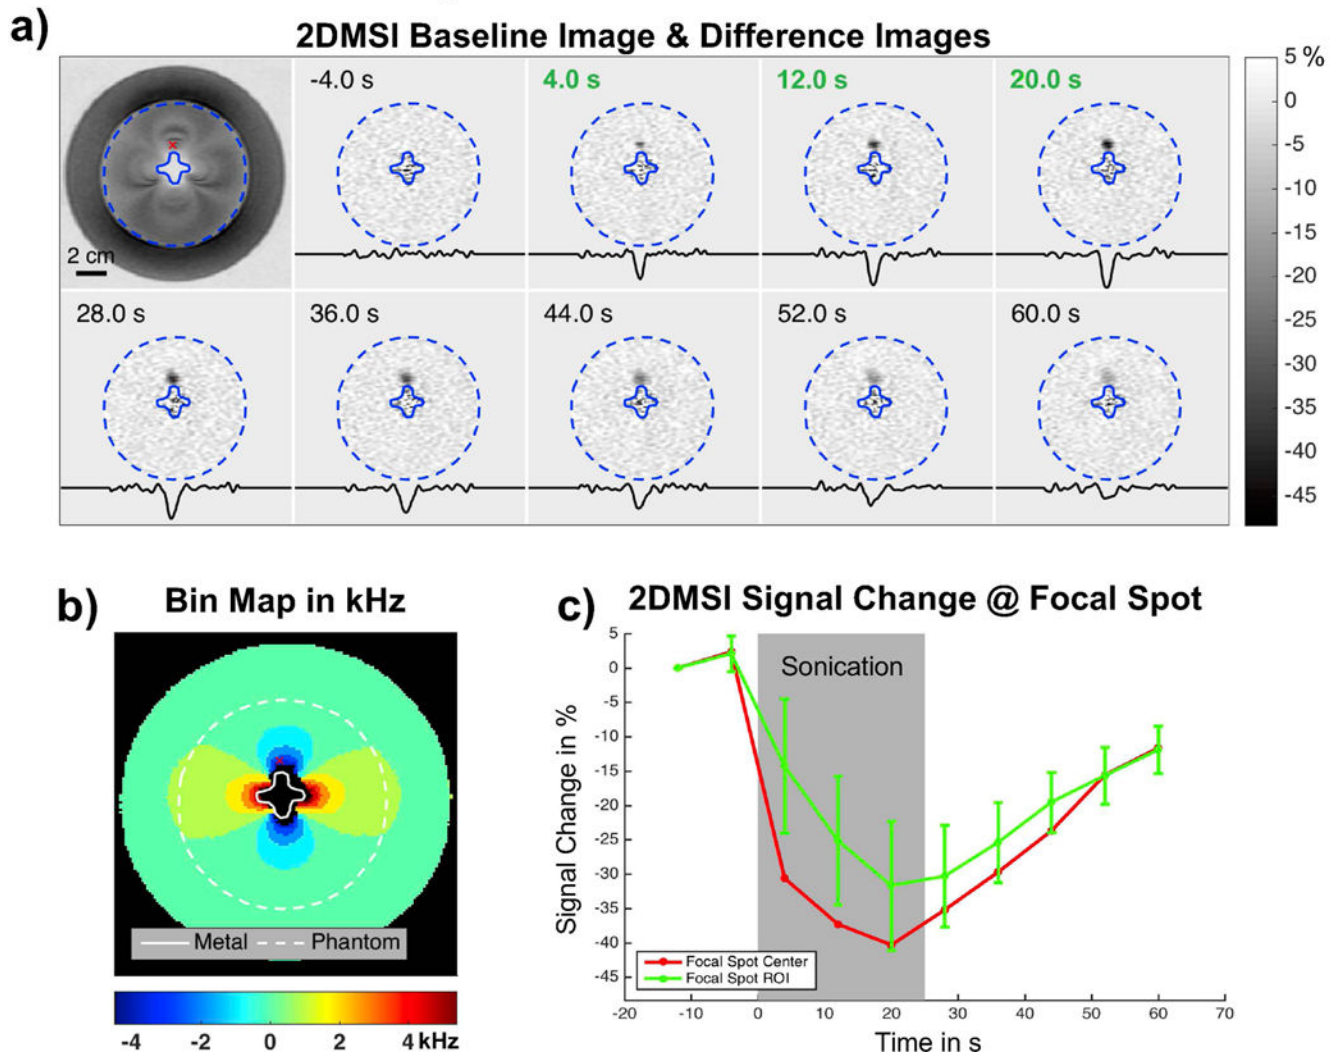 a)
2DMSI Baseline Image & Difference Images
-4.0 s
4.0 s
12.0 s
20.0 s
2 cm
28.0 s
36.0 s
44.0 s
52.0 s
60.0 s
5 %
0
-5
-10
-15
-20
-25
-30
-35
-40
-45
b)
Bin Map in kHz
Metal
Phantom
-4 -2 0 2 4 kHz
c)
2DMSI Signal Change @ Focal Spot
Sonication
Signal Change in %
5
0
-5
-10
-15
-20
-25
-30
-35
-40
-45
Focal Spot Center
Focal Spot ROI
-20 -10 0 10 20 30 40 50 60 70
Time in s